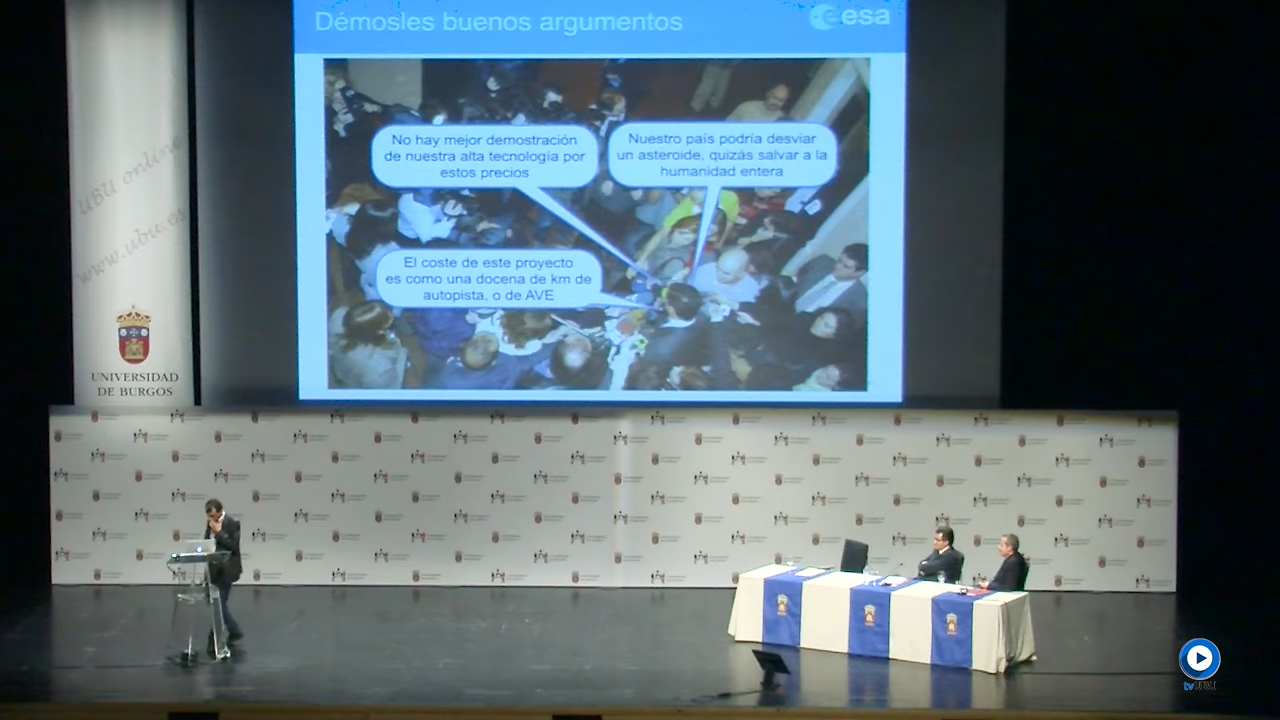 Démosles buenos argumentos
esa
No hay mejor demostración
de nuestra alta tecnología por
estos precios
Nuestro país podría desviar
un asteroide, quizás salvar a la
humanidad entera
El coste de este proyecto
es como una docena de km de
autopista, o de AVE
UBU online
www.ubu.es
UNIVERSIDAD
DE BURGOS